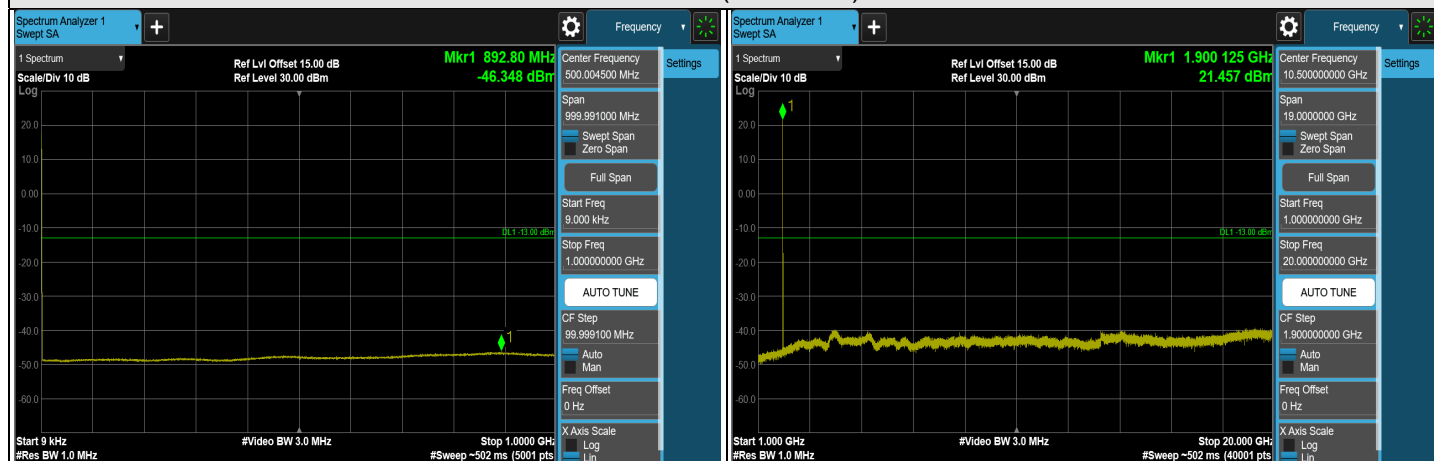 Spectrum Analyzer 1
Swept SA
+
Frequency
1 Spectrum
Scale/Div 10 dB
Log
Ref Lvl Offset 15.00 dB
Ref Level 30.00 dBm
Mkr1 892.80 MHz
-46.348 dBm
1
20.0
10.0
0.00
-10.0
-20.0
-30.0
-40.0
-50.0
-60.0
DL1 -13.00 dBm
Start 9 kHz
#Res BW 1.0 MHz
#Video BW 3.0 MHz
Stop 1.0000 GHz
#Sweep ~502 ms (5001 pts
Center Frequency
500.004500 MHz
Span
999.991000 MHz
Swept Span
Zero Span
Full Span
Start Freq
9.000 kHz
Stop Freq
1.000000000 GHz
AUTO TUNE
CF Step
99.999100 MHz
Auto
Man
Freq Offset
0 Hz
X Axis Scale
Log
Lin
Settings
Spectrum Analyzer 1
Swept SA
+
Frequency
1 Spectrum
Scale/Div 10 dB
Log
Ref Lvl Offset 15.00 dB
Ref Level 30.00 dBm
Mkr1 1.900 125 GHz
21.457 dBm
1
20.0
10.0
0.00
-10.0
-20.0
-30.0
-40.0
-50.0
-60.0
DL1 -13.00 dBm
Start 1.000 GHz
#Res BW 1.0 MHz
#Video BW 3.0 MHz
Stop 20.000 GHz
#Sweep ~502 ms (40001 pts
Center Frequency
10.500000000 GHz
Span
19.0000000 GHz
Swept Span
Zero Span
Full Span
Start Freq
1.000000000 GHz
Stop Freq
20.000000000 GHz
AUTO TUNE
CF Step
1.900000000 GHz
Auto
Man
Freq Offset
0 Hz
X Axis Scale
Log
Lin
Settings